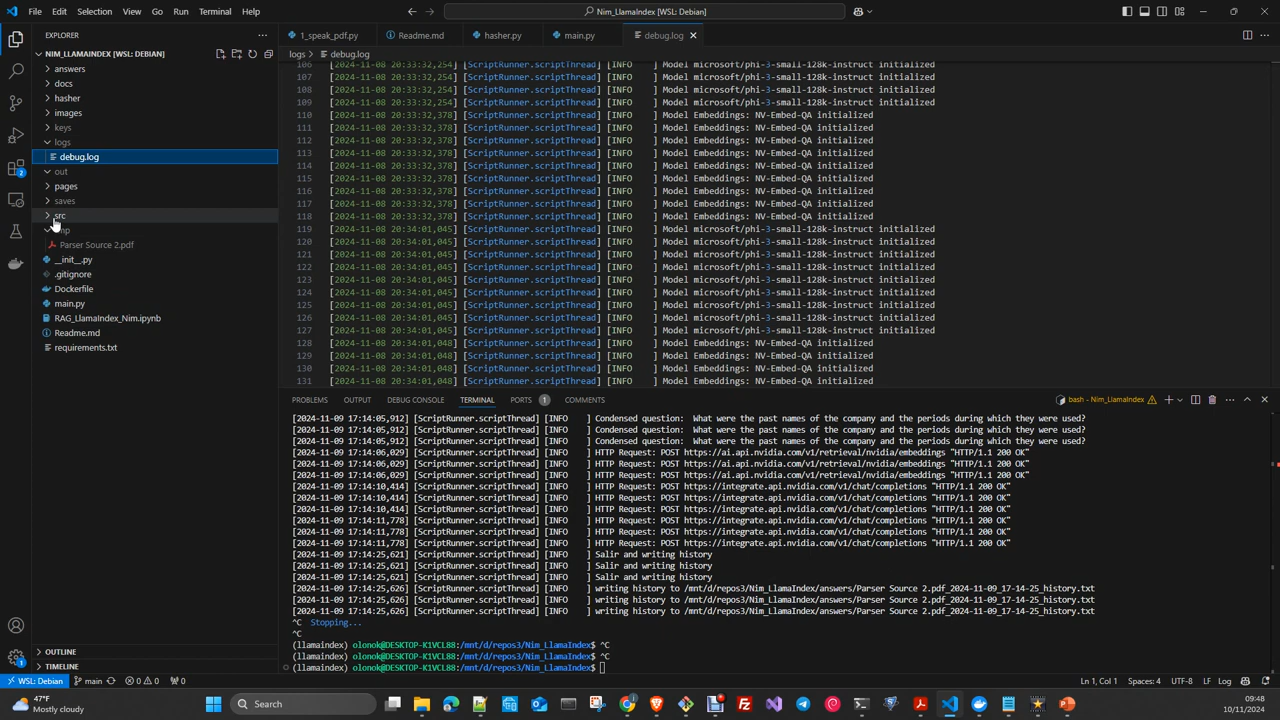 File Edit Selection View Go Run Terminal Help
Nim_LlamaIndex [WSL: Debian]
EXPLORER
1_speak_pdf.py
Readme.md
hasher.py
main.py
debug.log
NIM_LLAMAINDEX [WSL: DEBIAN]
logs > debug.log
answers
docs
hasher
images
keys
logs
debug.log
out
pages
saves
src
Parser Source 2.pdf
__init__.py
.gitignore
Dockerfile
main.py
RAG_LlamaIndex_Nim.ipynb
Readme.md
requirements.txt
106 [2024-11-08 20:33:32,254] [ScriptRunner.scriptThread] [INFO ] Model microsoft/phi-3-small-128k-instruct initialized
107 [2024-11-08 20:33:32,254] [ScriptRunner.scriptThread] [INFO ] Model microsoft/phi-3-small-128k-instruct initialized
108 [2024-11-08 20:33:32,254] [ScriptRunner.scriptThread] [INFO ] Model microsoft/phi-3-small-128k-instruct initialized
109 [2024-11-08 20:33:32,254] [ScriptRunner.scriptThread] [INFO ] Model microsoft/phi-3-small-128k-instruct initialized
110 [2024-11-08 20:33:32,378] [ScriptRunner.scriptThread] [INFO ] Model Embeddings: NV-Embed-QA initialized
111 [2024-11-08 20:33:32,378] [ScriptRunner.scriptThread] [INFO ] Model Embeddings: NV-Embed-QA initialized
112 [2024-11-08 20:33:32,378] [ScriptRunner.scriptThread] [INFO ] Model Embeddings: NV-Embed-QA initialized
113 [2024-11-08 20:33:32,378] [ScriptRunner.scriptThread] [INFO ] Model Embeddings: NV-Embed-QA initialized
114 [2024-11-08 20:33:32,378] [ScriptRunner.scriptThread] [INFO ] Model Embeddings: NV-Embed-QA initialized
115 [2024-11-08 20:33:32,378] [ScriptRunner.scriptThread] [INFO ] Model Embeddings: NV-Embed-QA initialized
116 [2024-11-08 20:33:32,378] [ScriptRunner.scriptThread] [INFO ] Model Embeddings: NV-Embed-QA initialized
117 [2024-11-08 20:33:32,378] [ScriptRunner.scriptThread] [INFO ] Model Embeddings: NV-Embed-QA initialized
118 [2024-11-08 20:33:32,378] [ScriptRunner.scriptThread] [INFO ] Model Embeddings: NV-Embed-QA initialized
119 [2024-11-08 20:34:01,045] [ScriptRunner.scriptThread] [INFO ] Model microsoft/phi-3-small-128k-instruct initialized
120 [2024-11-08 20:34:01,045] [ScriptRunner.scriptThread] [INFO ] Model microsoft/phi-3-small-128k-instruct initialized
121 [2024-11-08 20:34:01,045] [ScriptRunner.scriptThread] [INFO ] Model microsoft/phi-3-small-128k-instruct initialized
122 [2024-11-08 20:34:01,045] [ScriptRunner.scriptThread] [INFO ] Model microsoft/phi-3-small-128k-instruct initialized
123 [2024-11-08 20:34:01,045] [ScriptRunner.scriptThread] [INFO ] Model microsoft/phi-3-small-128k-instruct initialized
124 [2024-11-08 20:34:01,045] [ScriptRunner.scriptThread] [INFO ] Model microsoft/phi-3-small-128k-instruct initialized
125 [2024-11-08 20:34:01,045] [ScriptRunner.scriptThread] [INFO ] Model microsoft/phi-3-small-128k-instruct initialized
126 [2024-11-08 20:34:01,045] [ScriptRunner.scriptThread] [INFO ] Model microsoft/phi-3-small-128k-instruct initialized
127 [2024-11-08 20:34:01,045] [ScriptRunner.scriptThread] [INFO ] Model microsoft/phi-3-small-128k-instruct initialized
128 [2024-11-08 20:34:01,048] [ScriptRunner.scriptThread] [INFO ] Model Embeddings: NV-Embed-QA initialized
129 [2024-11-08 20:34:01,048] [ScriptRunner.scriptThread] [INFO ] Model Embeddings: NV-Embed-QA initialized
130 [2024-11-08 20:34:01,048] [ScriptRunner.scriptThread] [INFO ] Model Embeddings: NV-Embed-QA initialized
131 [2024-11-08 20:34:01,048] [ScriptRunner.scriptThread] [INFO ] Model Embeddings: NV-Embed-QA initialized
PROBLEMS OUTPUT DEBUG CONSOLE TERMINAL PORTS 1 COMMENTS
bash - Nim_LlamaIndex
[2024-11-09 17:14:05,912] [ScriptRunner.scriptThread] [INFO ] Condensed question: What were the past names of the company and the periods during which they were used?
[2024-11-09 17:14:05,912] [ScriptRunner.scriptThread] [INFO ] Condensed question: What were the past names of the company and the periods during which they were used?
[2024-11-09 17:14:05,912] [ScriptRunner.scriptThread] [INFO ] Condensed question: What were the past names of the company and the periods during which they were used?
[2024-11-09 17:14:06,029] [ScriptRunner.scriptThread] [INFO ] HTTP Request: POST https://ai.api.nvidia.com/v1/retrieval/nvidia/embeddings "HTTP/1.1 200 OK"
[2024-11-09 17:14:06,029] [ScriptRunner.scriptThread] [INFO ] HTTP Request: POST https://ai.api.nvidia.com/v1/retrieval/nvidia/embeddings "HTTP/1.1 200 OK"
[2024-11-09 17:14:06,029] [ScriptRunner.scriptThread] [INFO ] HTTP Request: POST https://ai.api.nvidia.com/v1/retrieval/nvidia/embeddings "HTTP/1.1 200 OK"
[2024-11-09 17:14:10,414] [ScriptRunner.scriptThread] [INFO ] HTTP Request: POST https://integrate.api.nvidia.com/v1/chat/completions "HTTP/1.1 200 OK"
[2024-11-09 17:14:10,414] [ScriptRunner.scriptThread] [INFO ] HTTP Request: POST https://integrate.api.nvidia.com/v1/chat/completions "HTTP/1.1 200 OK"
[2024-11-09 17:14:10,414] [ScriptRunner.scriptThread] [INFO ] HTTP Request: POST https://integrate.api.nvidia.com/v1/chat/completions "HTTP/1.1 200 OK"
[2024-11-09 17:14:11,778] [ScriptRunner.scriptThread] [INFO ] HTTP Request: POST https://integrate.api.nvidia.com/v1/chat/completions "HTTP/1.1 200 OK"
[2024-11-09 17:14:11,778] [ScriptRunner.scriptThread] [INFO ] HTTP Request: POST https://integrate.api.nvidia.com/v1/chat/completions "HTTP/1.1 200 OK"
[2024-11-09 17:14:11,778] [ScriptRunner.scriptThread] [INFO ] HTTP Request: POST https://integrate.api.nvidia.com/v1/chat/completions "HTTP/1.1 200 OK"
[2024-11-09 17:14:25,621] [ScriptRunner.scriptThread] [INFO ] Salir and writing history
[2024-11-09 17:14:25,621] [ScriptRunner.scriptThread] [INFO ] Salir and writing history
[2024-11-09 17:14:25,621] [ScriptRunner.scriptThread] [INFO ] Salir and writing history
[2024-11-09 17:14:25,626] [ScriptRunner.scriptThread] [INFO ] writing history to /mnt/d/repos3/Nim_LlamaIndex/answers/Parser Source 2.pdf_2024-11-09_17-14-25_history.txt
[2024-11-09 17:14:25,626] [ScriptRunner.scriptThread] [INFO ] writing history to /mnt/d/repos3/Nim_LlamaIndex/answers/Parser Source 2.pdf_2024-11-09_17-14-25_history.txt
[2024-11-09 17:14:25,626] [ScriptRunner.scriptThread] [INFO ] writing history to /mnt/d/repos3/Nim_LlamaIndex/answers/Parser Source 2.pdf_2024-11-09_17-14-25_history.txt
^C Stopping...
^C
(llamaindex) olonok@DESKTOP-K1VCL88:/mnt/d/repos3/Nim_LlamaIndex$ ^C
(llamaindex) olonok@DESKTOP-K1VCL88:/mnt/d/repos3/Nim_LlamaIndex$ ^C
(llamaindex) olonok@DESKTOP-K1VCL88:/mnt/d/repos3/Nim_LlamaIndex$
OUTLINE
TIMELINE
WSL: Debian main 0 0 0
Ln 1, Col 1 Spaces: 4 UTF-8 LF Log
47°F
Mostly cloudy
Search
09:48
10/11/2024